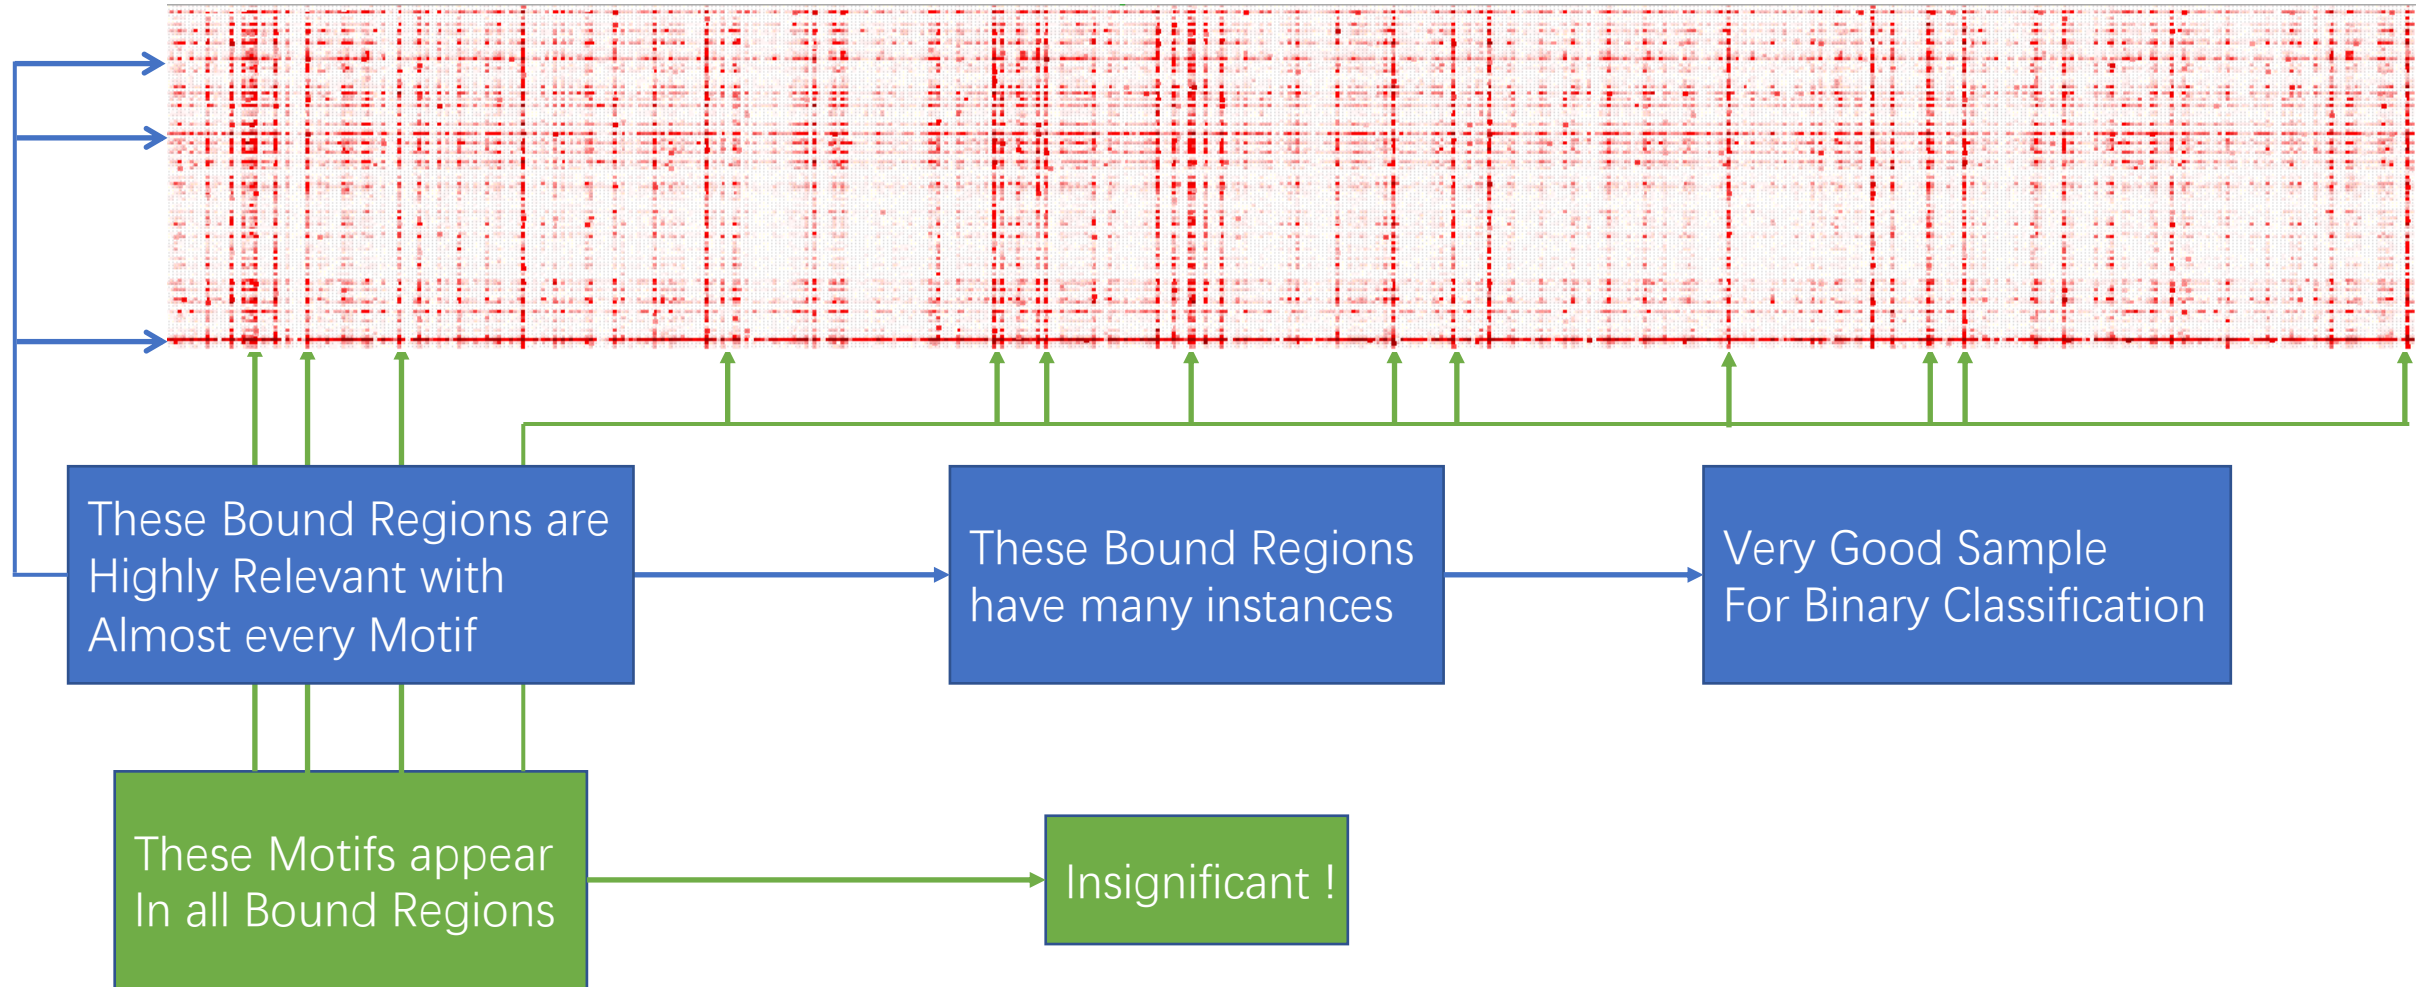 These Bound Regions are
Highly Relevant with
Almost every Motif
These Bound Regions
have many instances
Very Good Sample
For Binary Classification
These Motifs appear
In all Bound Regions
Insignificant !